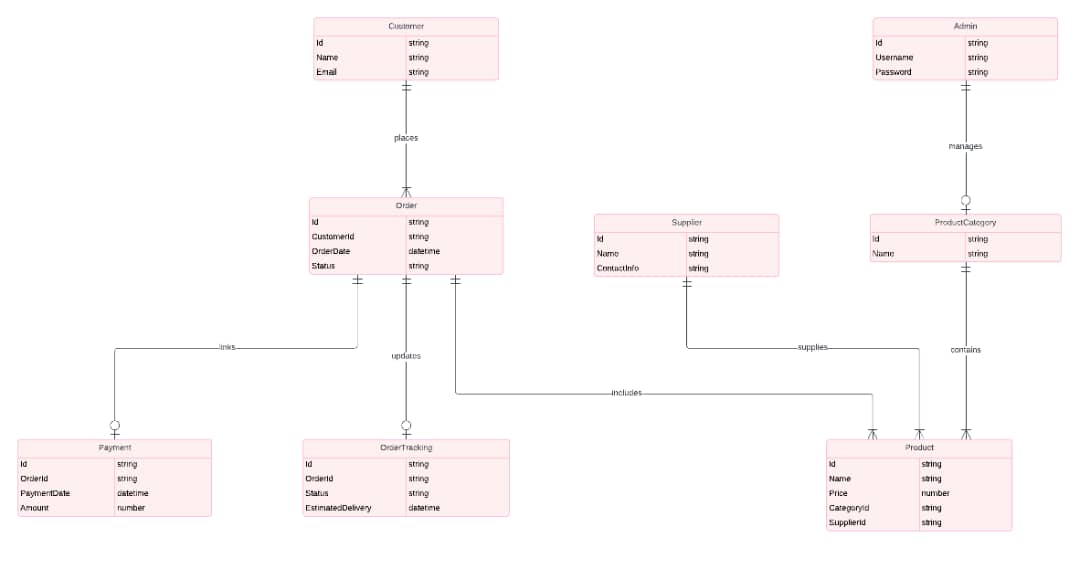 Customer
Id string
Name string
Email string
Admin
Id string
Username string
Password string
places
manages
Order
Id string
CustomerId string
OrderDate datetime
Status string
Supplier
Id string
Name string
ContactInfo string
ProductCategory
Id string
Name string
links
updates
supplies
contains
includes
Payment
Id string
OrderId string
PaymentDate datetime
Amount number
OrderTracking
Id string
OrderId string
Status string
EstimatedDelivery datetime
Product
Id string
Name string
Price number
CategoryId string
SupplierId string